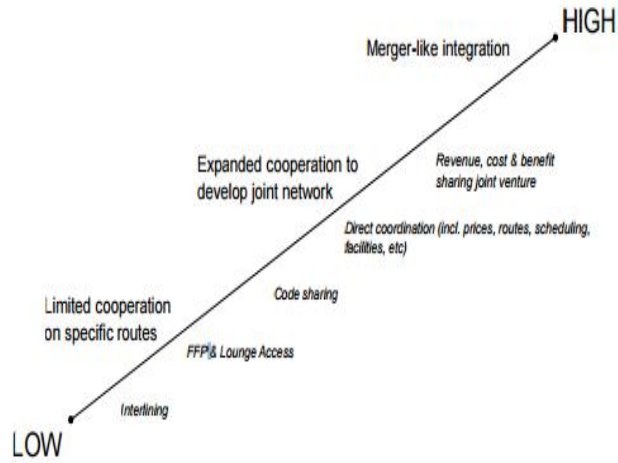 HIGH
Merger-like integration
Revenue, cost & benefit
sharing joint venture
Expanded cooperation to
develop joint network
Direct coordination (incl. prices, routes, scheduling,
facilities, etc)
Code sharing
Limited cooperation
on specific routes
FFP & Lounge Access
Interlining
LOW